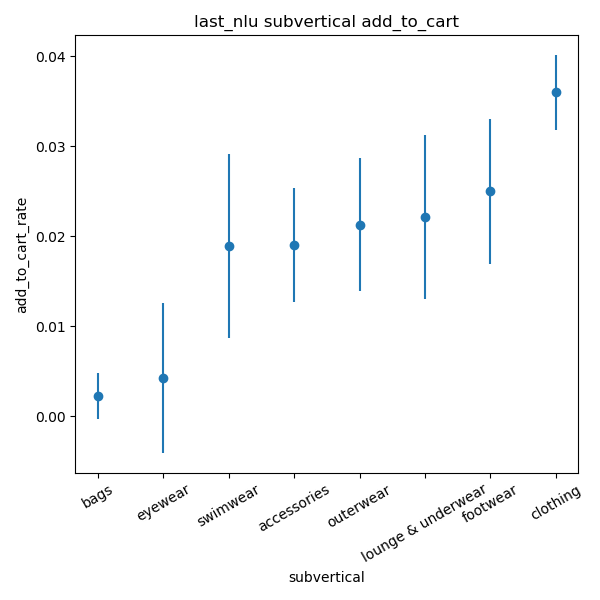 last_nlu subvertical add_to_cart
add_to_cart_rate
0.04
0.03
0.02
0.01
0.00
bags
eyewear
swimwear
accessories
outerwear
lounge & underwear
footwear
clothing
subvertical